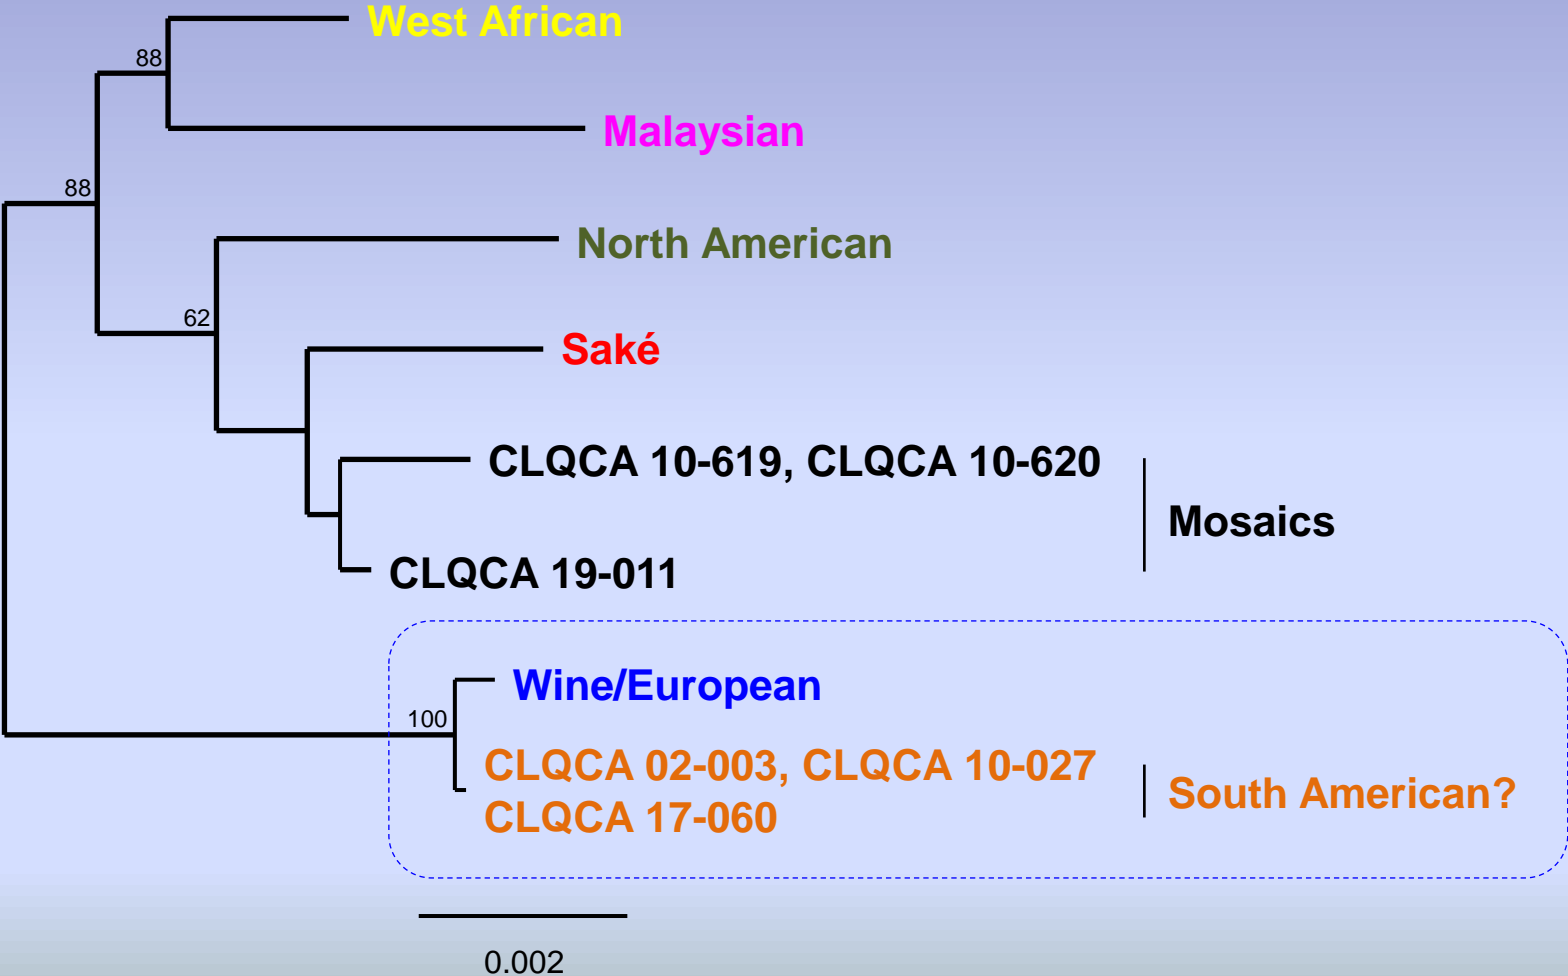 West African
88
Malaysian
88
North American
62
Saké
CLQCA 10-619, CLQCA 10-620
Mosaics
CLQCA 19-011
Wine/European
100
CLQCA 02-003, CLQCA 10-027
CLQCA 17-060
South American?
0.002